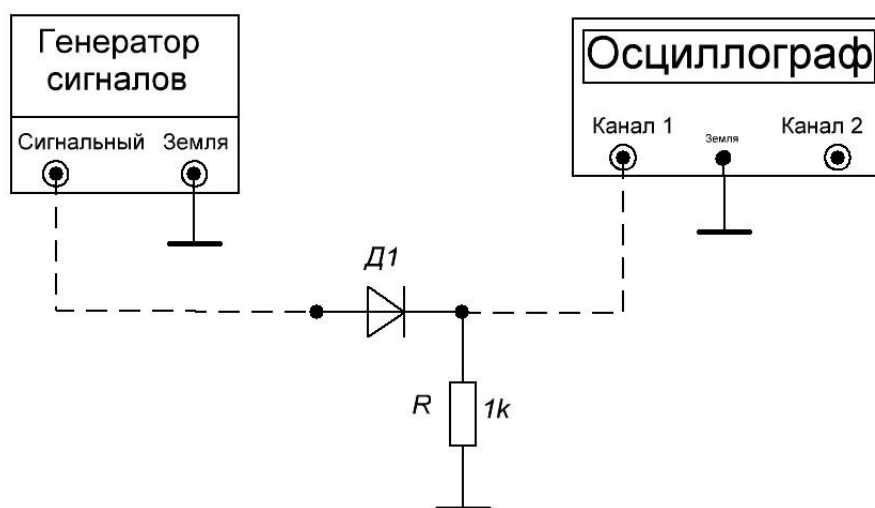 Генератор
сигналов
Сигнальный Земля
Осциллограф
Канал 1 Земля Канал 2
Д1
R 1k